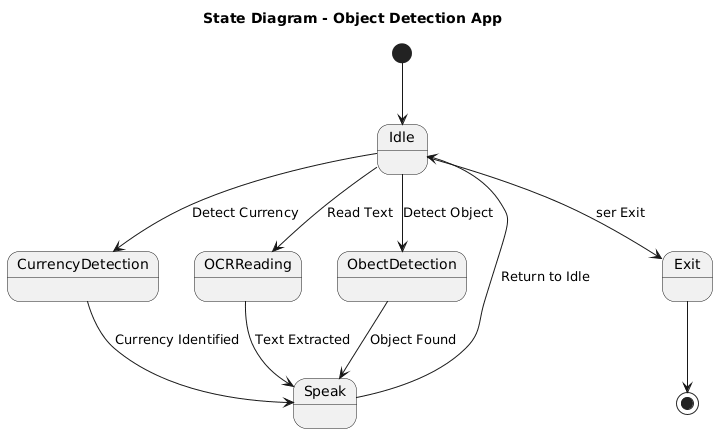 State Diagram - Object Detection App
Idle
Detect Currency
Read Text
Detect Object
ser Exit
CurrencyDetection
OCRReading
ObectDetection
Exit
Return to Idle
Currency Identified
Text Extracted
Object Found
Speak